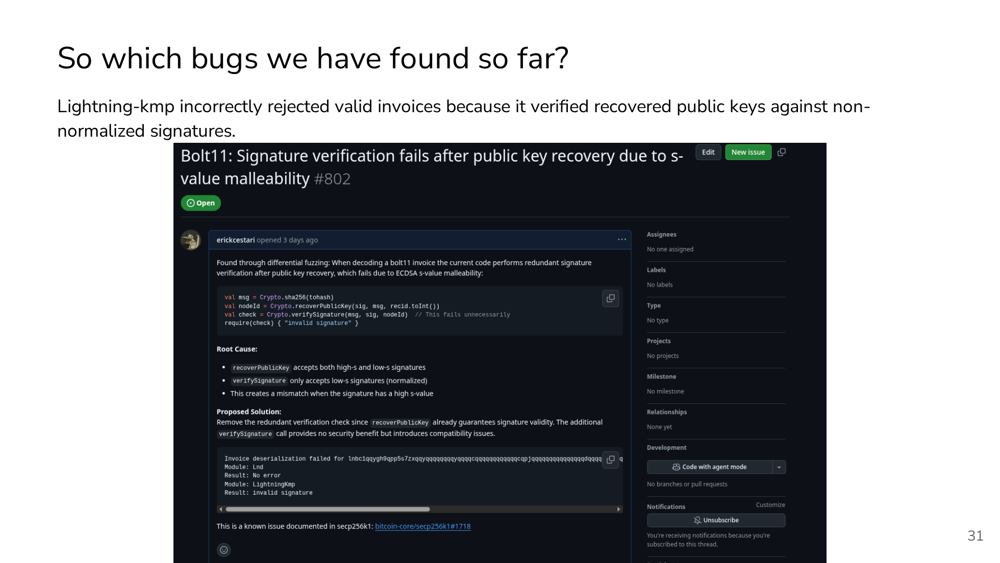 So which bugs we have found so far?
Lightning-kmp incorrectly rejected valid invoices because it verified recovered public keys against non-
normalized signatures.
Bolt11: Signature verification fails after public key recovery due to s-
value malleability #802
Edit
New issue
Open
erickcestari opened 3 days ago
Found through differential fuzzing: When decoding a bolt11 invoice the current code performs redundant signature
verification after public key recovery, which fails due to ECDSA s-value malleability:
val msg = Crypto.sha256(tohash)
val nodeId = Crypto.recoverPublicKey(sig, msg, recid.toInt())
val check = Crypto.verifySignature(msg, sig, nodeId)  // This fails unnecessarily
require(check) { "invalid signature" }
Root Cause:
• recoverPublicKey accepts both high-s and low-s signatures
• verifySignature only accepts low-s signatures (normalized)
• This creates a mismatch when the signature has a high s-value
Proposed Solution:
Remove the redundant verification check since recoverPublicKey already guarantees signature validity. The additional
verifySignature call provides no security benefit but introduces compatibility issues.
Invoice deserialization failed for
Module: Lnd
Result: No error
Module: LightningKmp
Result: invalid signature
This is a known issue documented in secp256k1: bitcoin-core/secp256k1#1718
Assignees
No one assigned
Labels
No labels
Type
No type
Projects
No projects
Milestone
No milestone
Relationships
None yet
Development
Code with agent mode
No branches or pull requests
Notifications
Customize
Unsubscribe
You're receiving notifications because you're
subscribed to this thread.
31